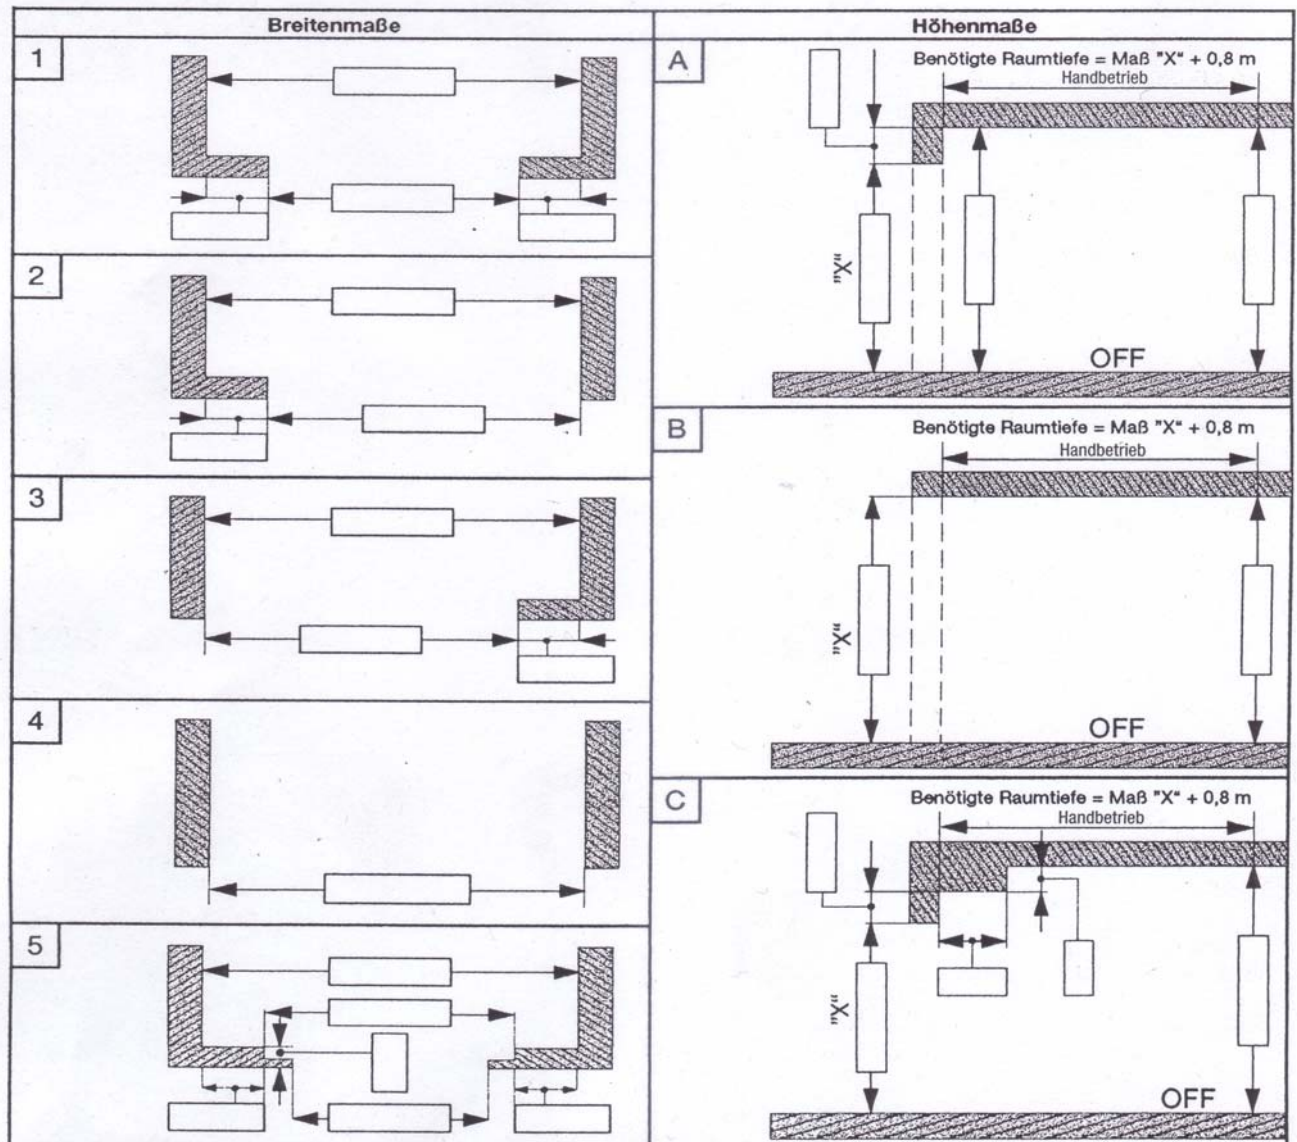 Breitenmaße
1
2
3
4
5
Höhenmaße
A
Benötigte Raumtiefe = Maß "X" + 0,8 m
Handbetrieb
"X"
OFF
B
Benötigte Raumtiefe = Maß "X" + 0,8 m
Handbetrieb
"X"
OFF
C
Benötigte Raumtiefe = Maß "X" + 0,8 m
Handbetrieb
"X"
OFF